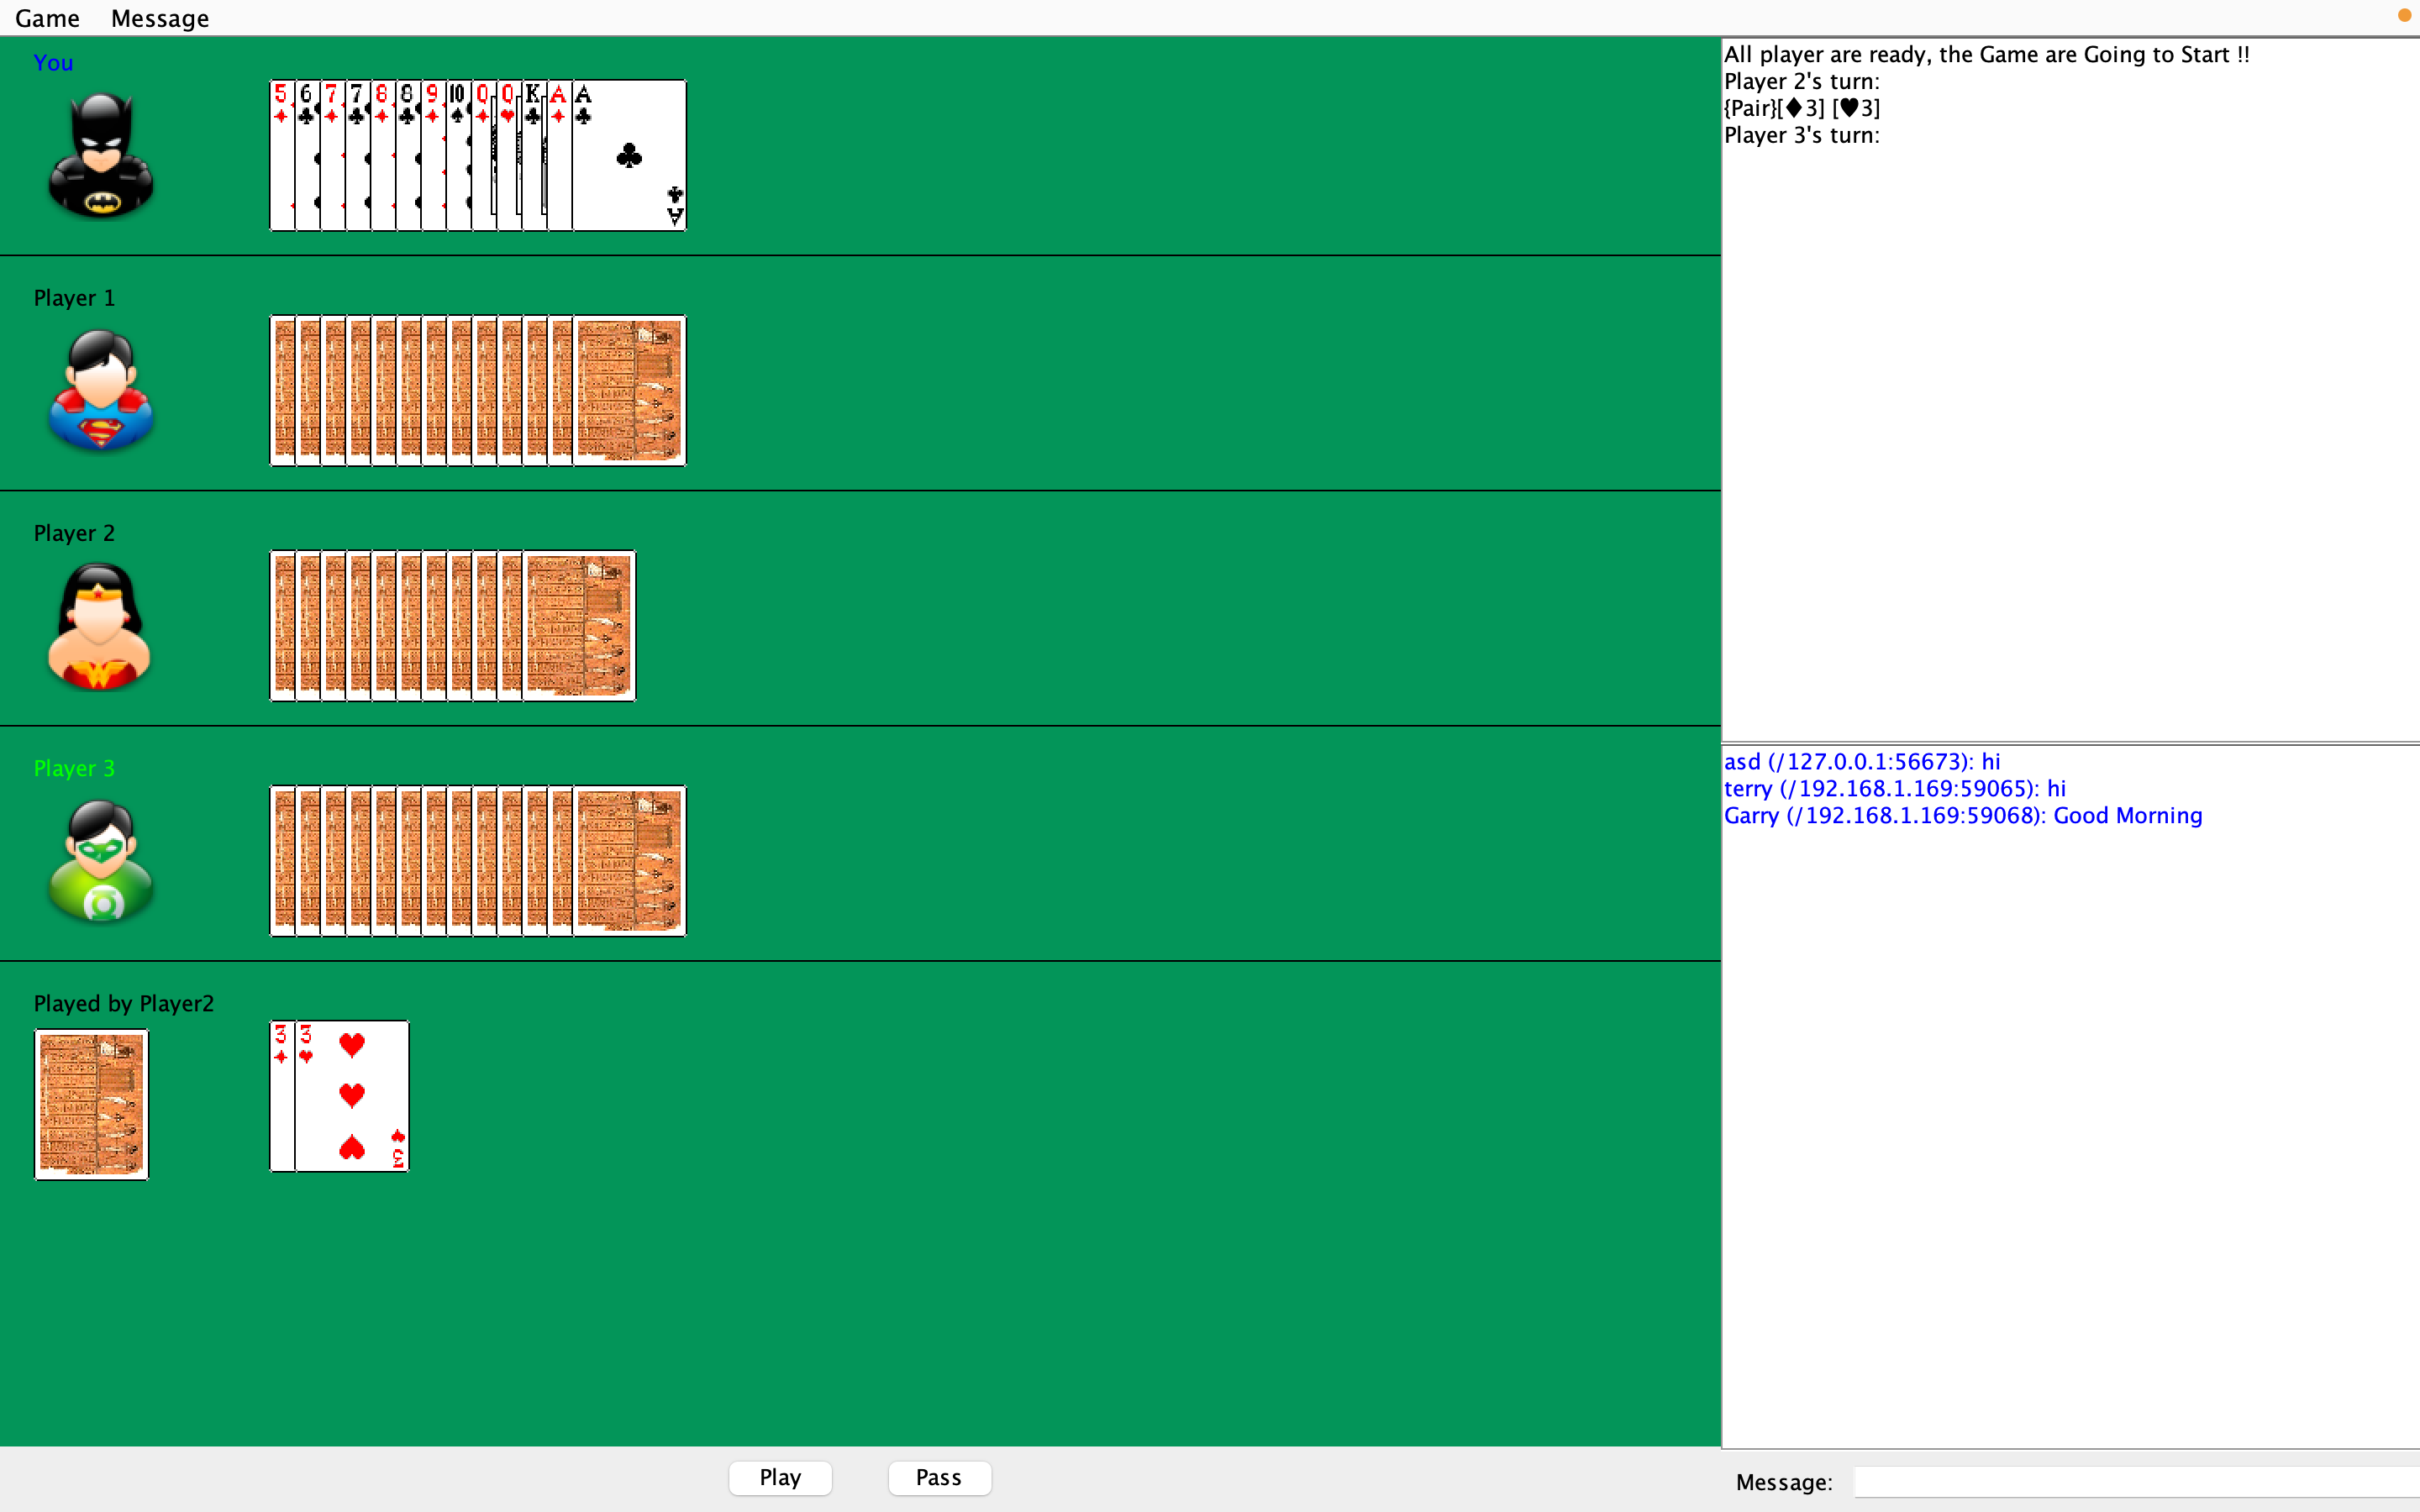 Game Message
You
5 6 7 7 8 8 9 10 Q Q K A A
A
Player 1
Player 2
Player 3
Played by Player2
3 3
3
All player are ready, the Game are Going to Start !!
Player 2's turn:
{Pair}[♦3] [♥3]
Player 3's turn:
asd (/127.0.0.1:56673): hi
terry (/192.168.1.169:59065): hi
Garry (/192.168.1.169:59068): Good Morning
Play Pass
Message: